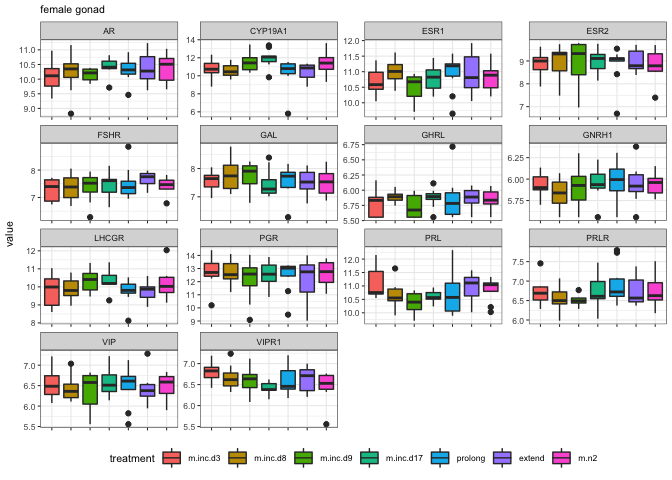 female gonad
AR CYP19A1 ESR1 ESR2
11.0 10.5 10.0 9.5 9.0
14 12 10 8 6
12.0 11.5 11.0 10.5 10.0
9 8 7
FSHR GAL GHRL GNRH1
8 7
8 7
6.75 6.50 6.25 6.00 5.75 5.50
6.25 6.00 5.75
value
LHCGR PGR PRL PRLR
12 11 10 9 8
14 13 12 11 10 9
12.0 11.5 11.0 10.5 10.0
7.5 7.0 6.5 6.0
VIP VIPR1
7.0 6.5 6.0 5.5
7.0 6.5 6.0 5.5
treatment m.inc.d3 m.inc.d8 m.inc.d9 m.inc.d17 prolong extend m.n2